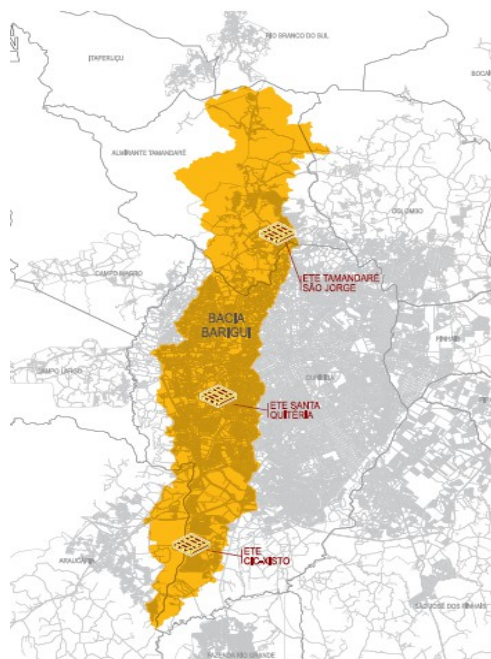 RIO BRANCO DO SUL
ITAPERUÇU
ALMIRANTE TAMANDARÉ
COLOMBO
ETE TAMANDARÉ
SÃO JORGE
CAMPO MAGRO
BACIA
BARIGUI
PINHAIS
CAMPO LARGO
CURITIBA
ETE SANTA
QUITÉRIA
ETE
CIC-XISTO
ARAUCÁRIA
SÃO JOSÉ DOS PINHAIS
FAZENDA RIO GRANDE